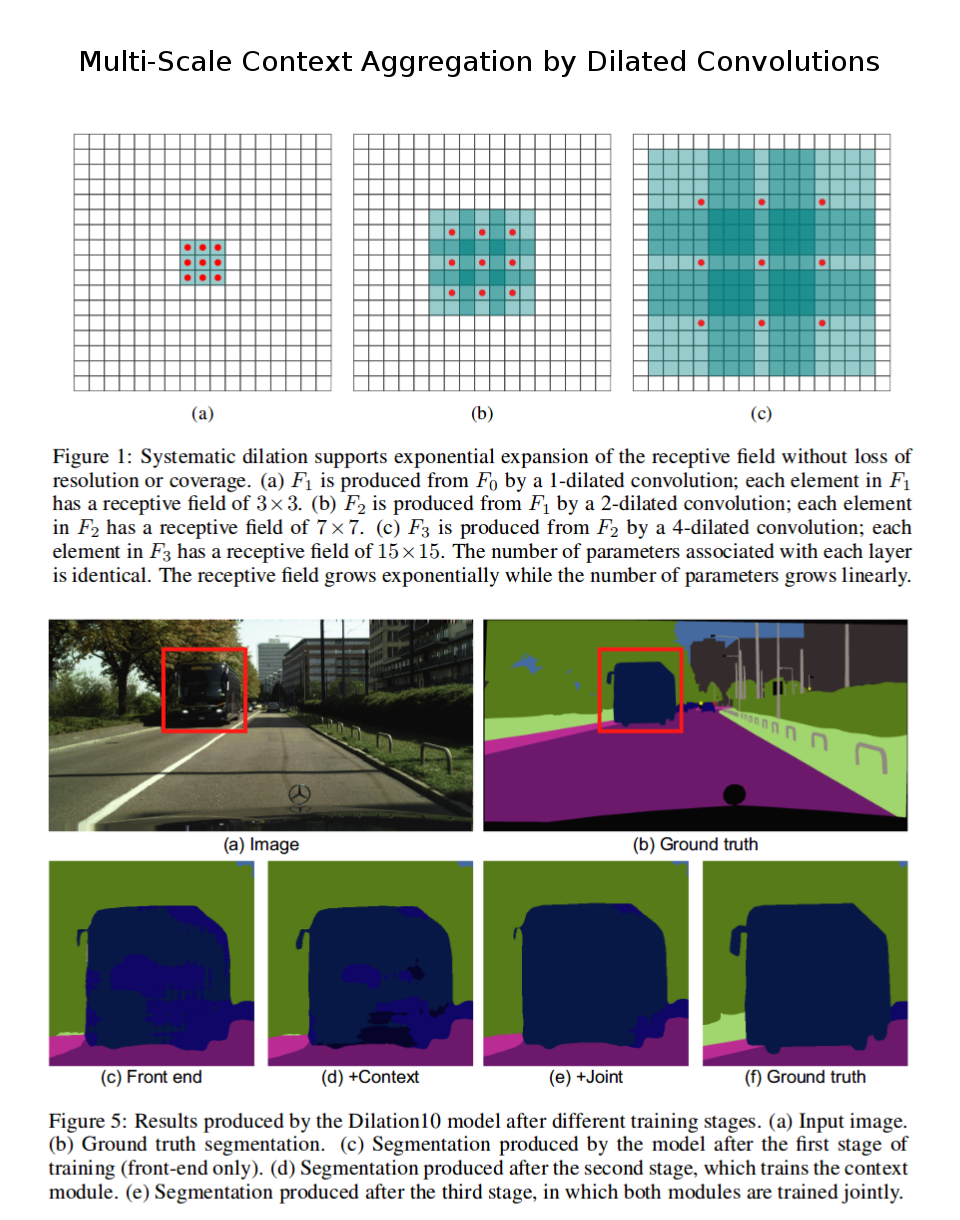 Multi-Scale Context Aggregation by Dilated Convolutions
(a)
(b)
(c)
Figure 1: Systematic dilation supports exponential expansion of the receptive field without loss of
resolution or coverage. (a) F₁ is produced from F₀ by a 1-dilated convolution; each element in F₁
has a receptive field of 3×3. (b) F₂ is produced from F₁ by a 2-dilated convolution; each element
in F₂ has a receptive field of 7×7. (c) F₃ is produced from F₂ by a 4-dilated convolution; each
element in F₃ has a receptive field of 15×15. The number of parameters associated with each layer
is identical. The receptive field grows exponentially while the number of parameters grows linearly.
(a) Image
(b) Ground truth
(c) Front end
(d) +Context
(e) +Joint
(f) Ground truth
Figure 5: Results produced by the Dilation10 model after different training stages. (a) Input image.
(b) Ground truth segmentation. (c) Segmentation produced by the model after the first stage of
training (front-end only). (d) Segmentation produced after the second stage, which trains the context
module. (e) Segmentation produced after the third stage, in which both modules are trained jointly.